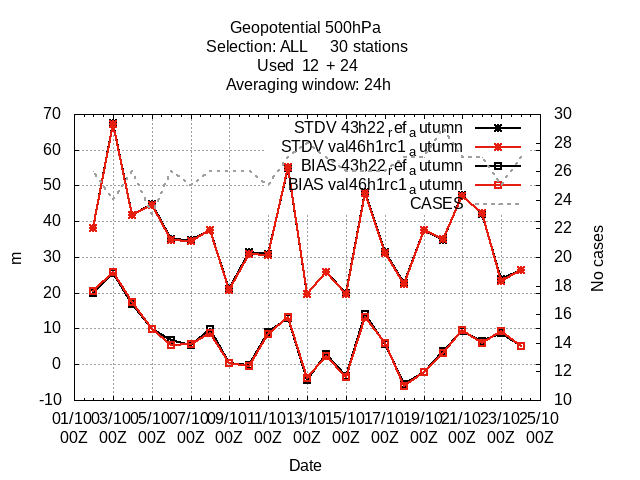 Geopotential 500hPa
Selection: ALL 30 stations
Used 12 + 24
Averaging window: 24h
70
60
50
40
30
20
10
0
-10
m
STDV 43h22_ref_autumn
STDV val46h1rc1_autumn
BIAS 43h22_ref_autumn
BIAS val46h1rc1_autumn
CASES
30
28
26
24
22
20
18
16
14
12
10
No cases
01/10 03/10 05/10 07/10 09/10 11/10 13/10 15/10 17/10 19/10 21/10 23/10 25/10
00Z 00Z 00Z 00Z 00Z 00Z 00Z 00Z 00Z 00Z 00Z 00Z 00Z
Date